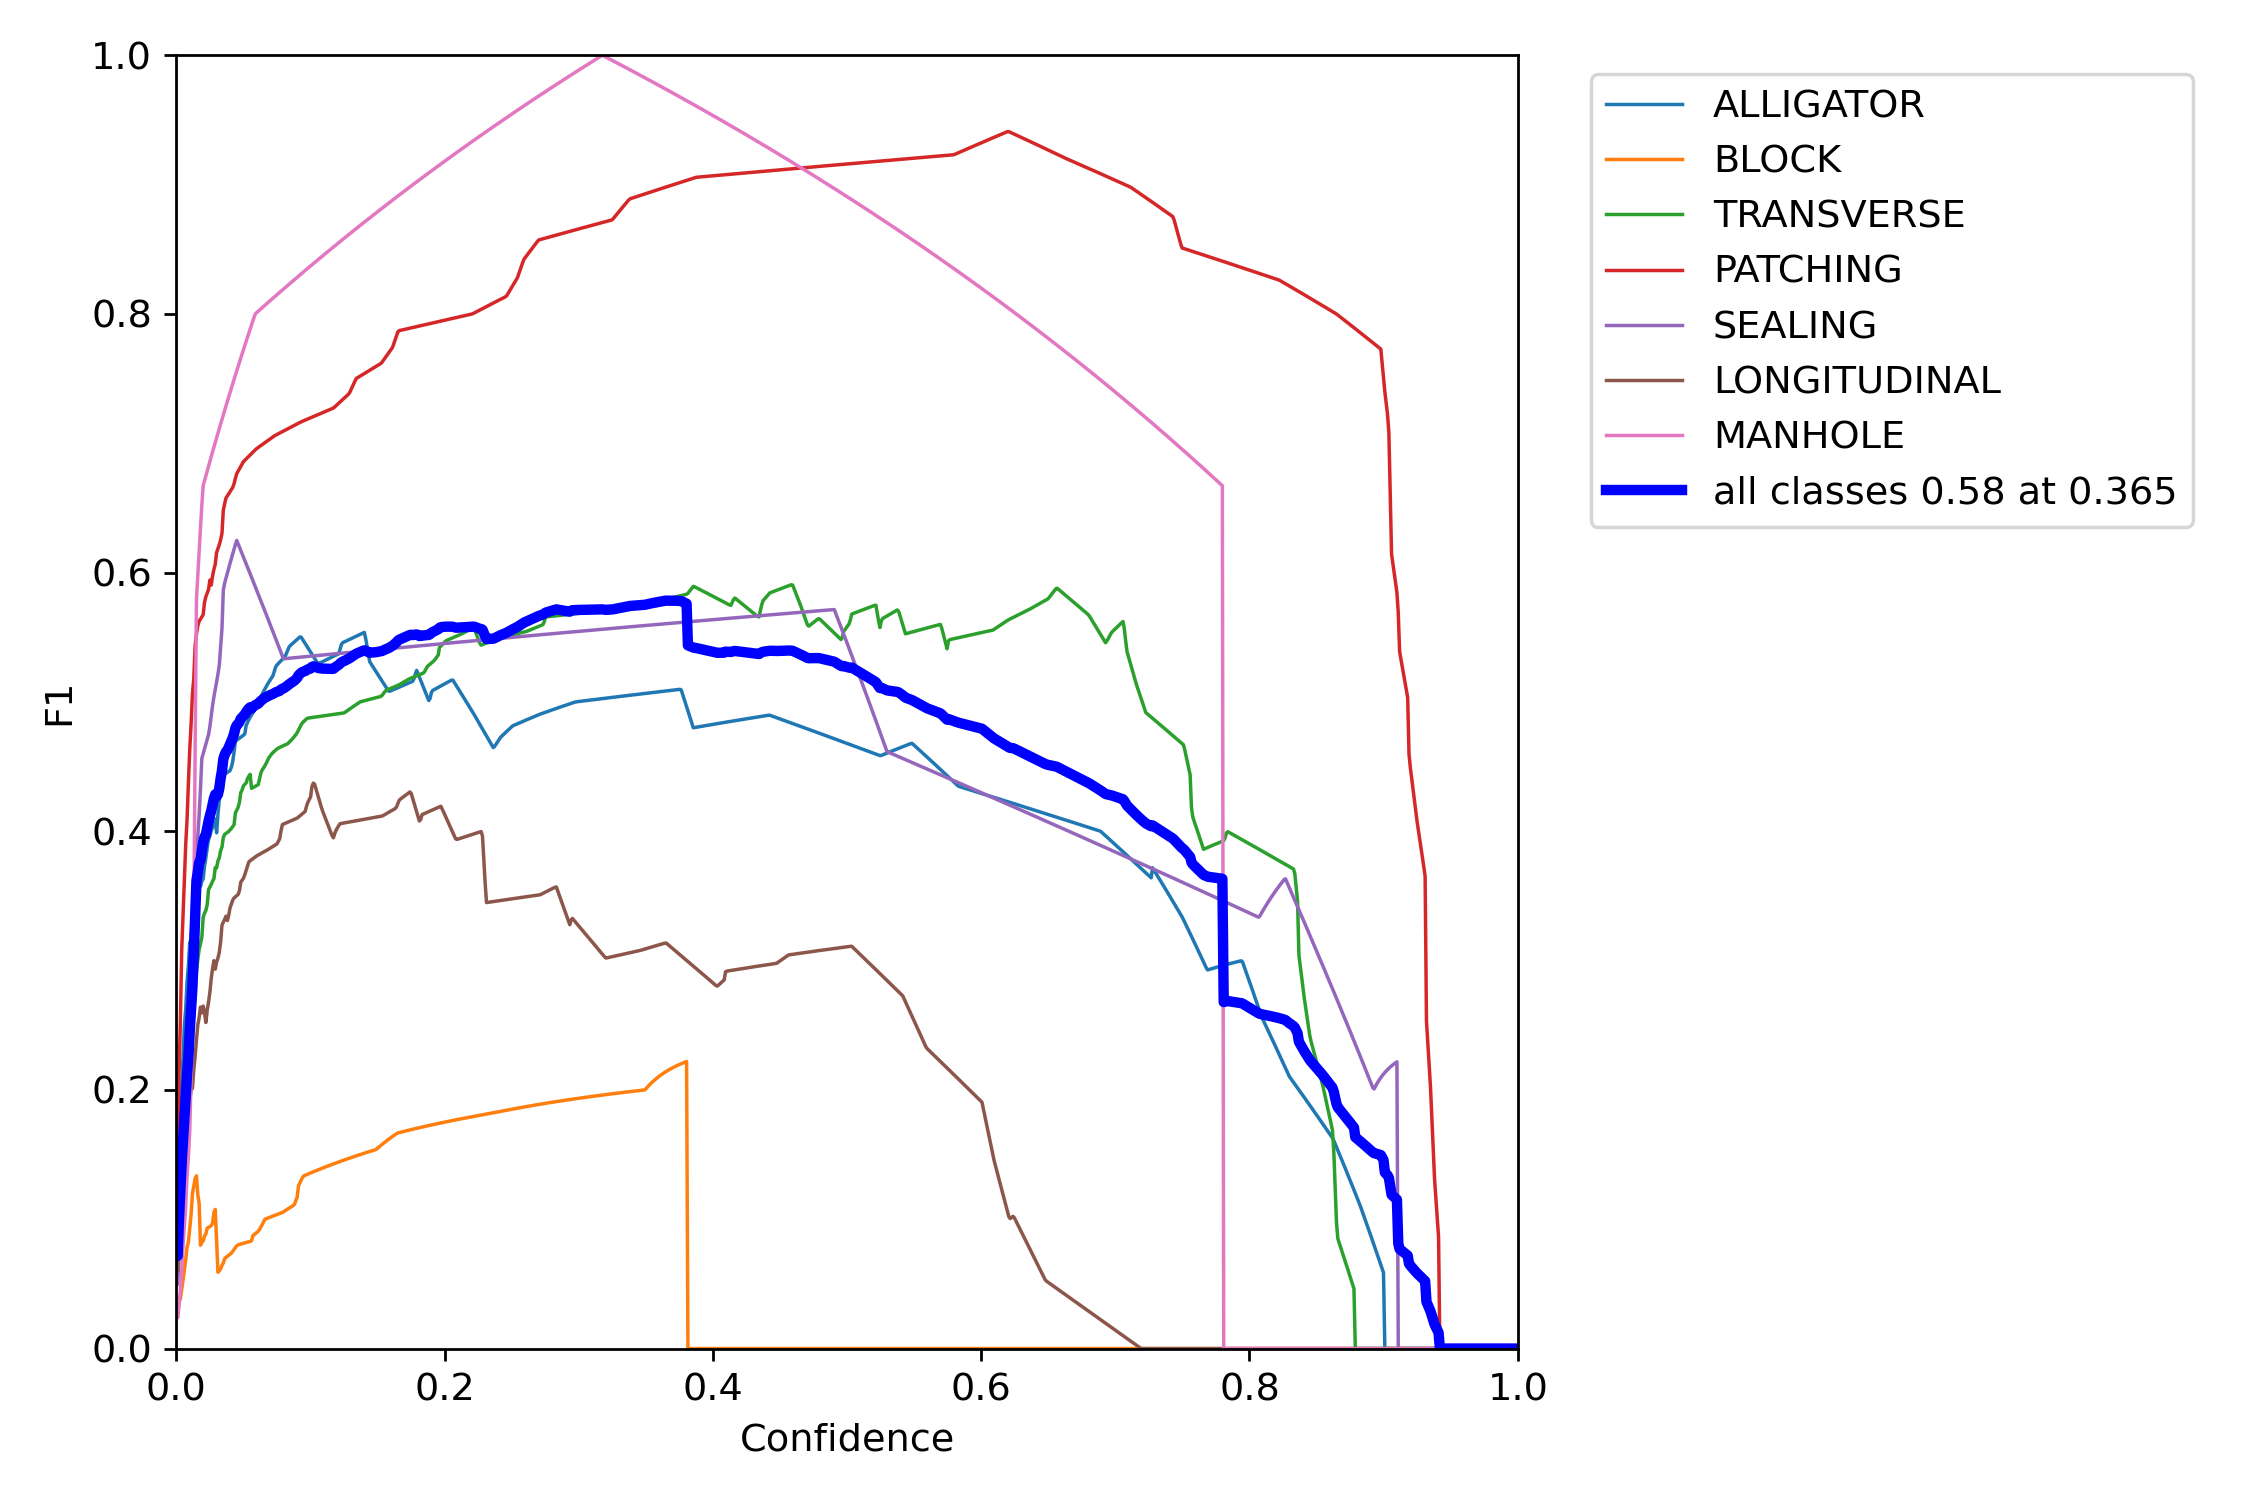 1.0
0.8
0.6
0.4
0.2
0.0
F1
0.0 0.2 0.4 0.6 0.8 1.0
Confidence
ALLIGATOR
BLOCK
TRANSVERSE
PATCHING
SEALING
LONGITUDINAL
MANHOLE
all classes 0.58 at 0.365